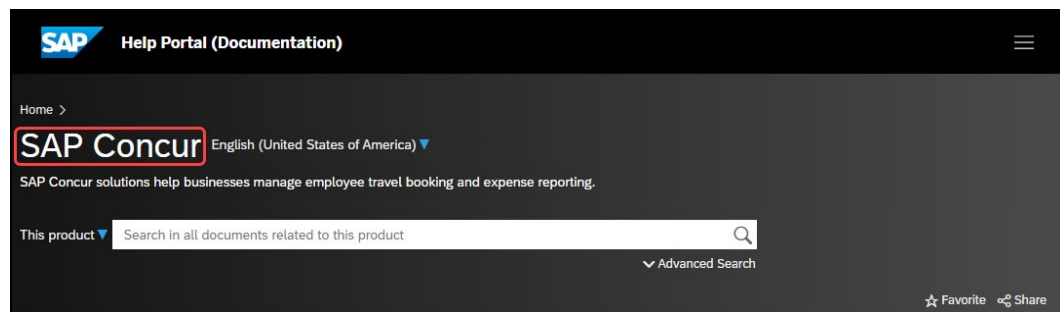 SAP Help Portal (Documentation)
Home >
SAP Concur English (United States of America)
SAP Concur solutions help businesses manage employee travel booking and expense reporting.
This product Search in all documents related to this product
Advanced Search
Favorite Share